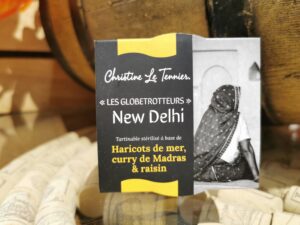 Christine Le Tennier.
« LES GLOBETROTTEURS »
New Delhi
Tartinable stérilisé à base de
Haricots de mer,
curry de Madras
& raisin